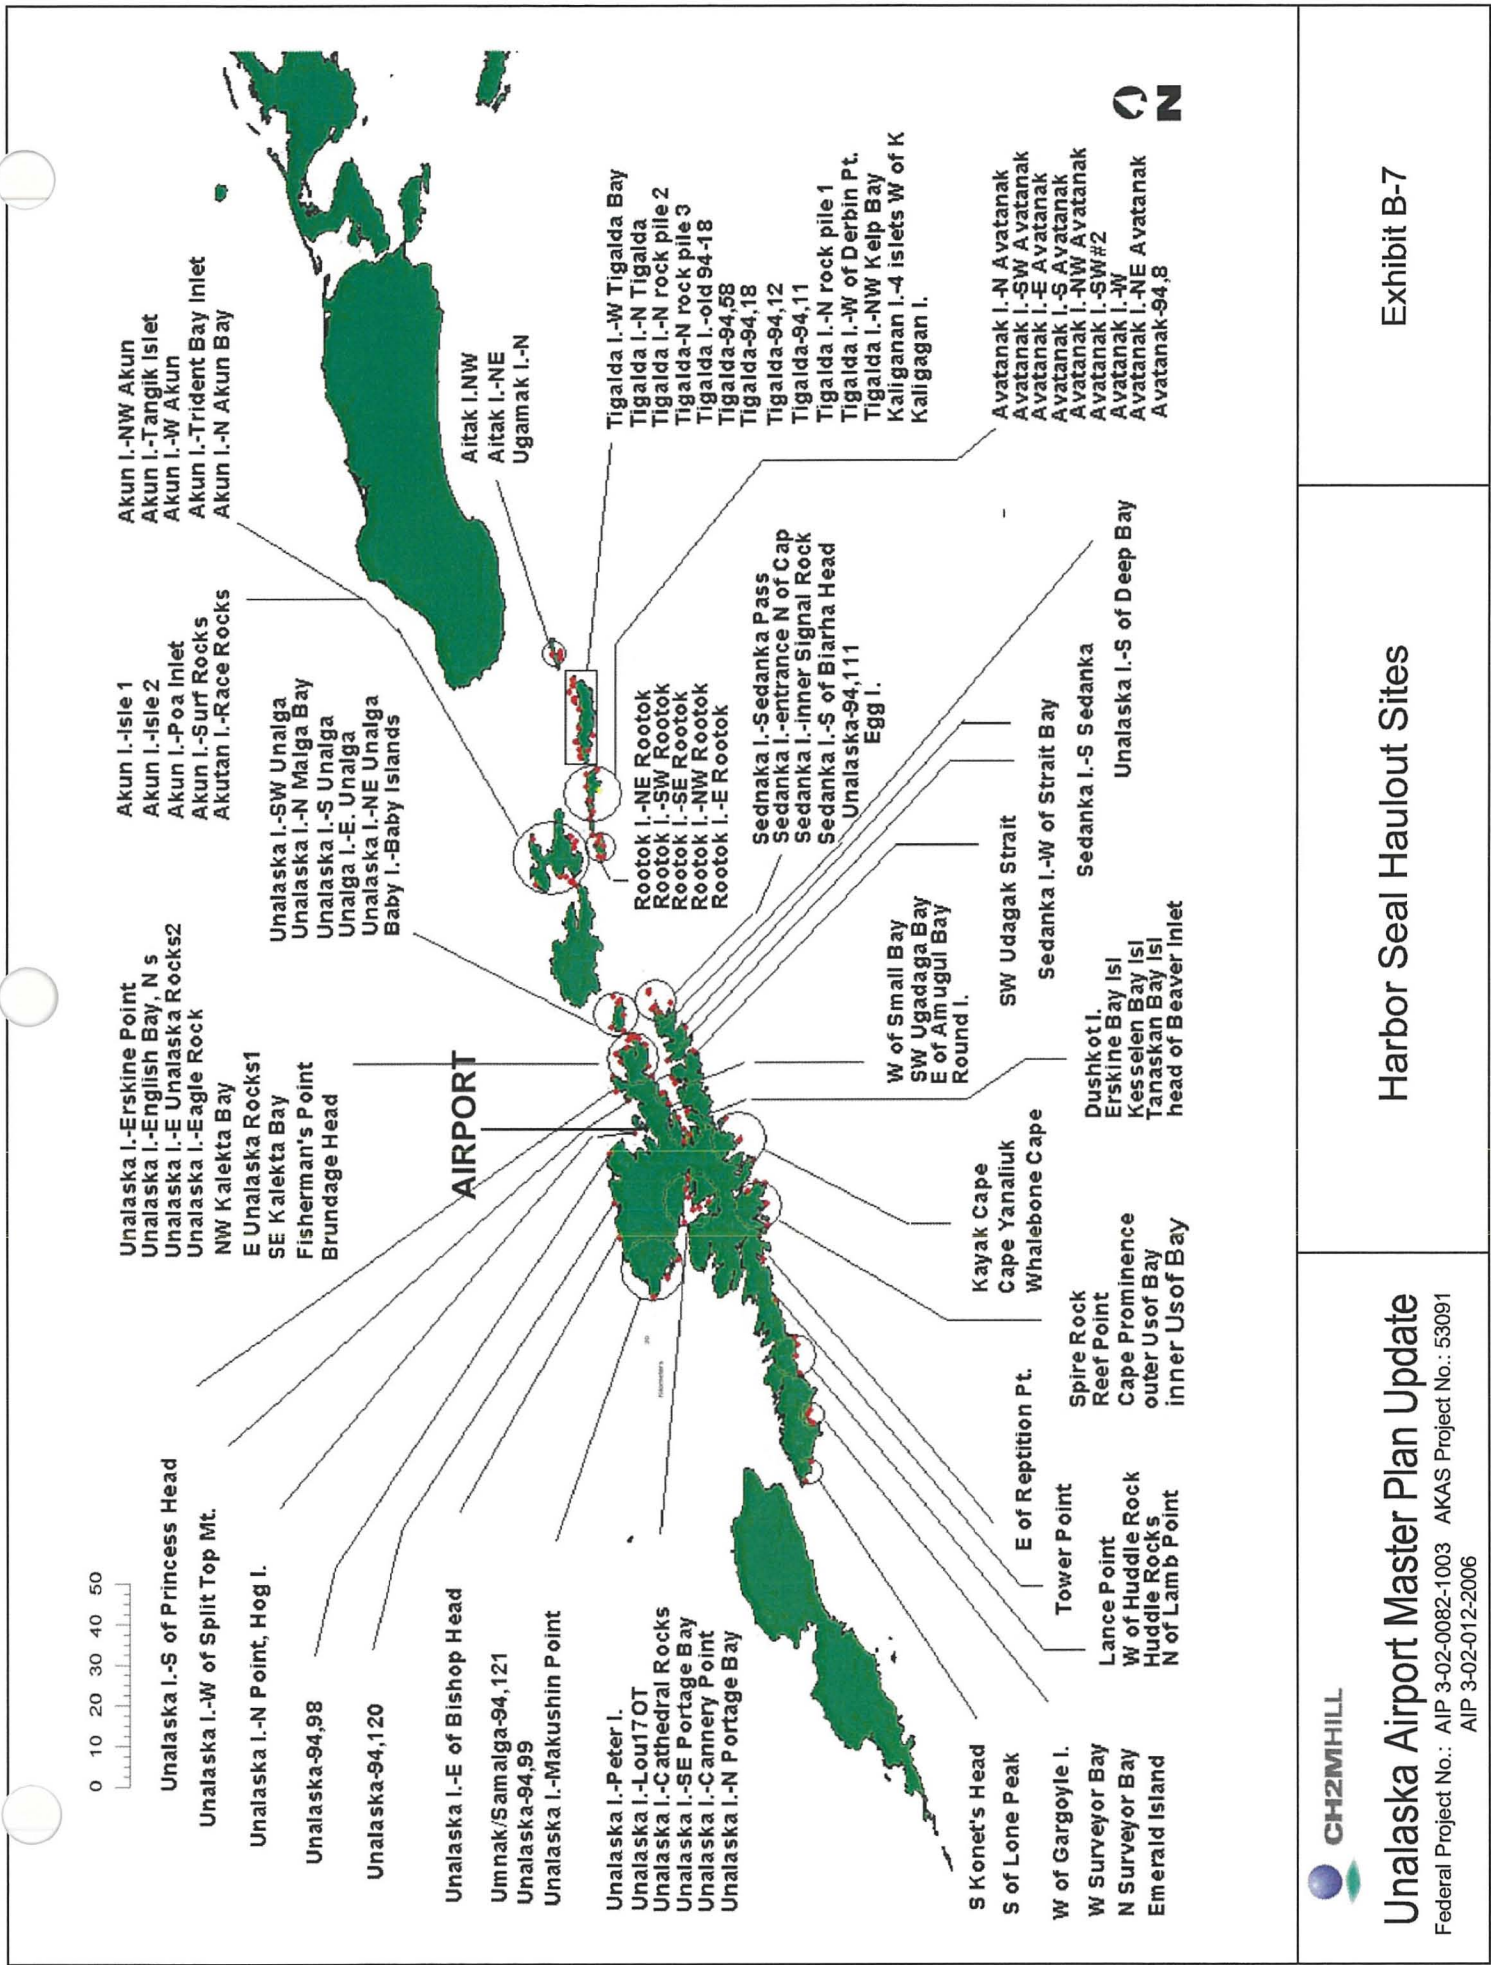 0 10 20 30 40 50
Unalaska I.-S of Princess Head
Unalaska I.-W of Split Top Mt.
Unalaska I.-N Point, Hog I.
Unalaska-94,98
Unalaska-94,120
Unalaska I.-E of Bishop Head
Umnak/Samalga-94,121
Unalaska-94,99
Unalaska I.-Makushin Point
Unalaska I.-Peter I.
Unalaska I.-Lou17OT
Unalaska I.-Cathedral Rocks
Unalaska I.-SE Portage Bay
Unalaska I.-Cannery Point
Unalaska I.-N Portage Bay
Unalaska I.-Erskine Point
Unalaska I.-English Bay, N s
Unalaska I.-E Unalaska Rocks2
Unalaska I.-Eagle Rock
NW Kalekta Bay
E Unalaska Rocks1
SE Kalekta Bay
Fisherman's Point
Brundage Head
AIRPORT
Akun I.-Isle 1
Akun I.-Isle 2
Akun I.-Poa Inlet
Akun I.-Surf Rocks
Akutan I.-Race Rocks
Unalaska I.-SW Unalga
Unalaska I.-N Malga Bay
Unalaska I.-S Unalga
Unalga I.-E. Unalga
Unalaska I.-NE Unalga
Baby I.-Baby Islands
Akun I.-NW Akun
Akun I.-Tangik Islet
Akun I.-W Akun
Akun I.-Trident Bay Inlet
Akun I.-N Akun Bay
Aitak I.NW
Aitak I.-NE
Ugamak I.-N
Tigalda I.-W Tigalda Bay
Tigalda I.-N Tigalda
Tigalda I.-N rock pile 2
Tigalda-N rock pile 3
Tigalda I.-old 94-18
Tigalda-94,58
Tigalda-94,18
Tigalda-94,12
Tigalda-94,11
Tigalda I.-N rock pile 1
Tigalda I.-W of Derbin Pt.
Tigalda I.-NW Kelp Bay
Kaliganan I.-4 islets W of K
Kaligagan I.
Rootok I.-NE Rootok
Rootok I.-SW Rootok
Rootok I.-SE Rootok
Rootok I.-NW Rootok
Rootok I.-E Rootok
Sednaka I.-Sedanka Pass
Sedanka I.-entrance N of Cap
Sedanka I.-inner Signal Rock
Sedanka I.-S of Biarha Head
Unalaska-94,111
Egg I.
Avatanak I.-N Avatanak
Avatanak I.-SW Avatanak
Avatanak I.-E Avatanak
Avatanak I.-S Avatanak
Avatanak I.-NW Avatanak
Avatanak I.-SW#2
Avatanak I.-W
Avatanak I.-NE Avatanak
Avatanak-94,8
N
W of Small Bay
SW Ugadaga Bay
E of Amugul Bay
Round I.
SW Udagak Strait
Sedanka I.-W of Strait Bay
Sedanka I.-S Sedanka
Unalaska I.-S of Deep Bay
Dushkot I.
Erskine Bay Isl
Kesselen Bay Isl
Tanaskan Bay Isl
head of Beaver Inlet
Kayak Cape
Cape Yanaliuk
Whalebone Cape
Spire Rock
Reef Point
Cape Prominence
outer Usof Bay
inner Usof Bay
E of Reptition Pt.
Tower Point
Lance Point
W of Huddle Rock
Huddle Rocks
N of Lamb Point
S Konet's Head
S of Lone Peak
W of Gargoyle I.
W Surveyor Bay
N Surveyor Bay
Emerald Island
CH2MHILL
Unalaska Airport Master Plan Update
Federal Project No.: AIP 3-02-0082-1003 AKAS Project No.: 53091
AIP 3-02-012-2006
Harbor Seal Haulout Sites
Exhibit B-7